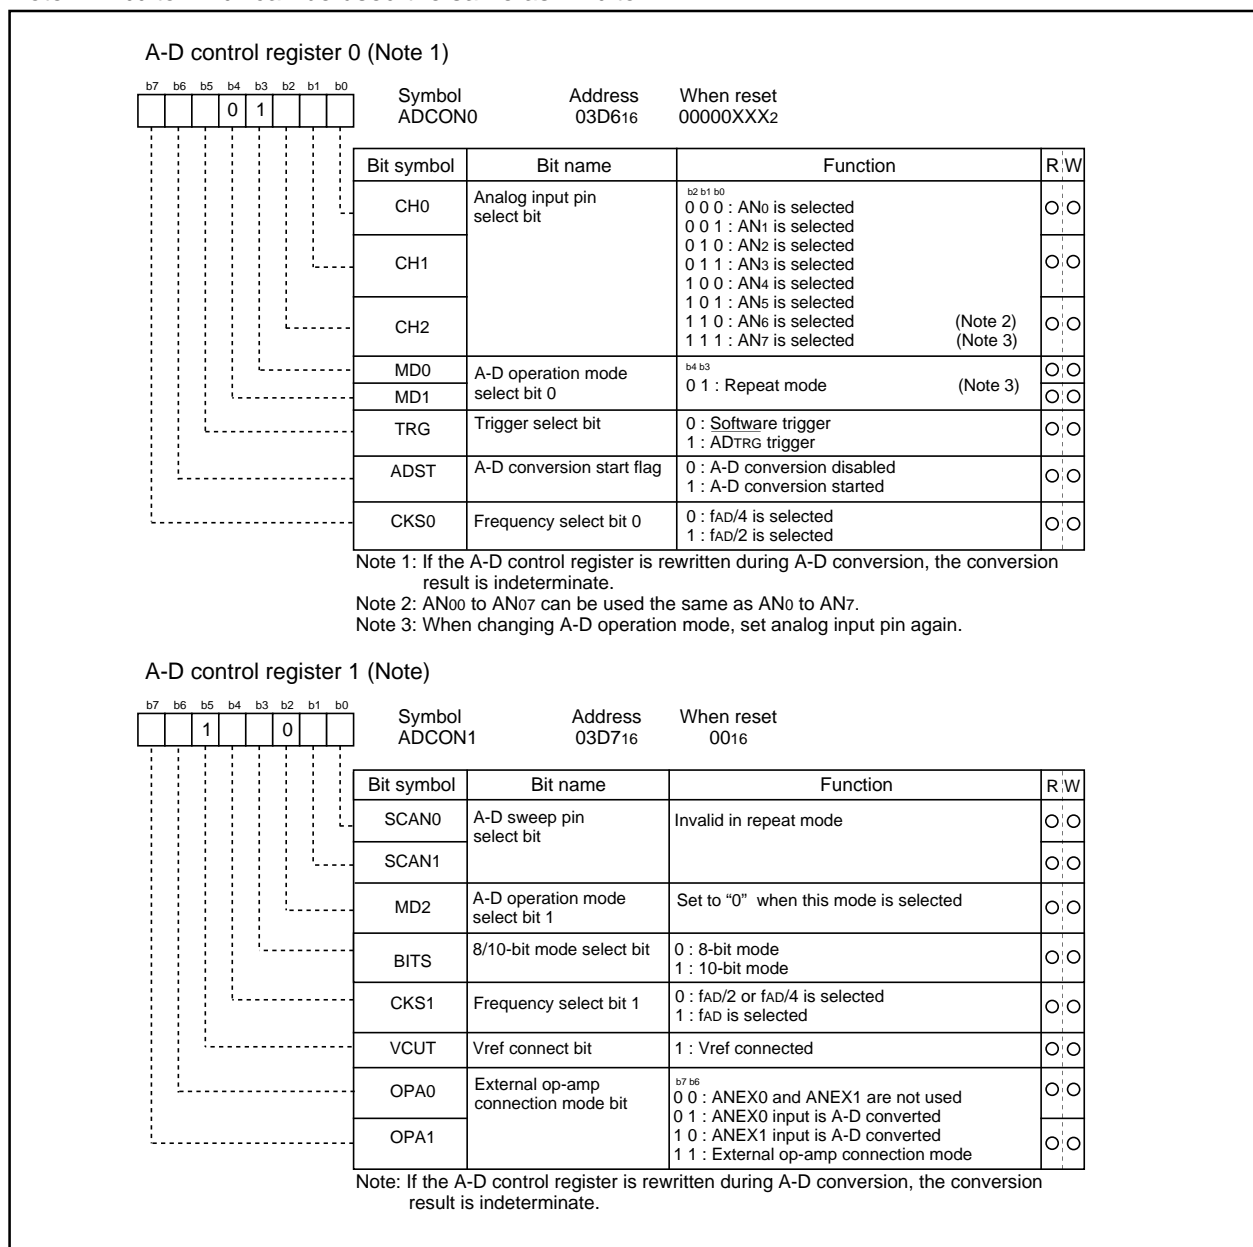 A-D control register 0 (Note 1)
b7 b6 b5 b4 b3 b2 b1 b0
0 1
Symbol Address When reset
ADCON0 03D616 00000XXX2
Bit symbol Bit name Function R W
CH0 Analog input pin select bit
b2 b1 b0
0 0 0 : AN0 is selected
0 0 1 : AN1 is selected
0 1 0 : AN2 is selected
CH1
0 1 1 : AN3 is selected
1 0 0 : AN4 is selected
1 0 1 : AN5 is selected
CH2
1 1 0 : AN6 is selected (Note 2)
1 1 1 : AN7 is selected (Note 3)
MD0 A-D operation mode select bit 0
b4 b3
MD1
0 1 : Repeat mode (Note 3)
TRG Trigger select bit 0 : Software trigger
1 : ADTRG trigger
ADST A-D conversion start flag 0 : A-D conversion disabled
1 : A-D conversion started
CKS0 Frequency select bit 0 0 : fAD/4 is selected
1 : fAD/2 is selected
Note 1: If the A-D control register is rewritten during A-D conversion, the conversion
result is indeterminate.
Note 2: AN00 to AN07 can be used the same as AN0 to AN7.
Note 3: When changing A-D operation mode, set analog input pin again.
A-D control register 1 (Note)
b7 b6 b5 b4 b3 b2 b1 b0
1 0
Symbol Address When reset
ADCON1 03D716 0016
Bit symbol Bit name Function R W
SCAN0 A-D sweep pin select bit Invalid in repeat mode
SCAN1
MD2 A-D operation mode select bit 1 Set to “0” when this mode is selected
BITS 8/10-bit mode select bit 0 : 8-bit mode
1 : 10-bit mode
CKS1 Frequency select bit 1 0 : fAD/2 or fAD/4 is selected
1 : fAD is selected
VCUT Vref connect bit 1 : Vref connected
OPA0 External op-amp connection mode bit
b7 b6
0 0 : ANEX0 and ANEX1 are not used
0 1 : ANEX0 input is A-D converted
OPA1
1 0 : ANEX1 input is A-D converted
1 1 : External op-amp connection mode
Note: If the A-D control register is rewritten during A-D conversion, the conversion
result is indeterminate.